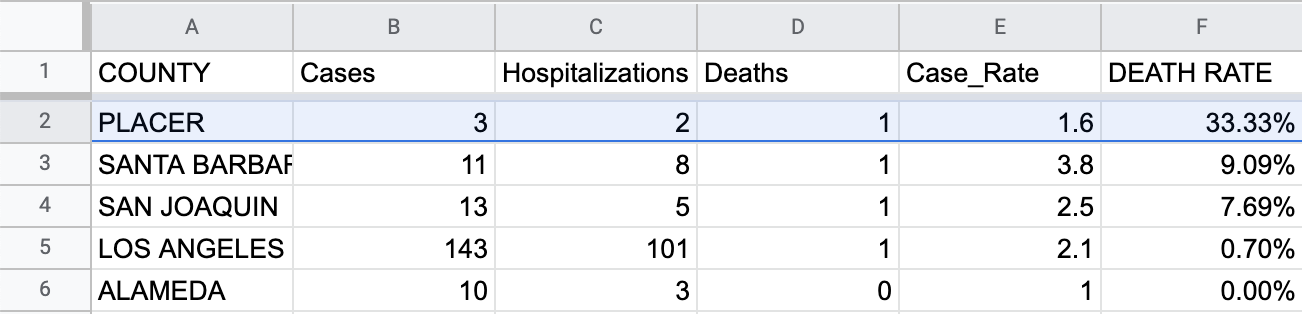 A B C D E F
1 COUNTY Cases Hospitalizations Deaths Case_Rate DEATH RATE
2 PLACER 3 2 1 1.6 33.33%
3 SANTA BARBAR 11 8 1 3.8 9.09%
4 SAN JOAQUIN 13 5 1 2.5 7.69%
5 LOS ANGELES 143 101 1 2.1 0.70%
6 ALAMEDA 10 3 0 1 0.00%